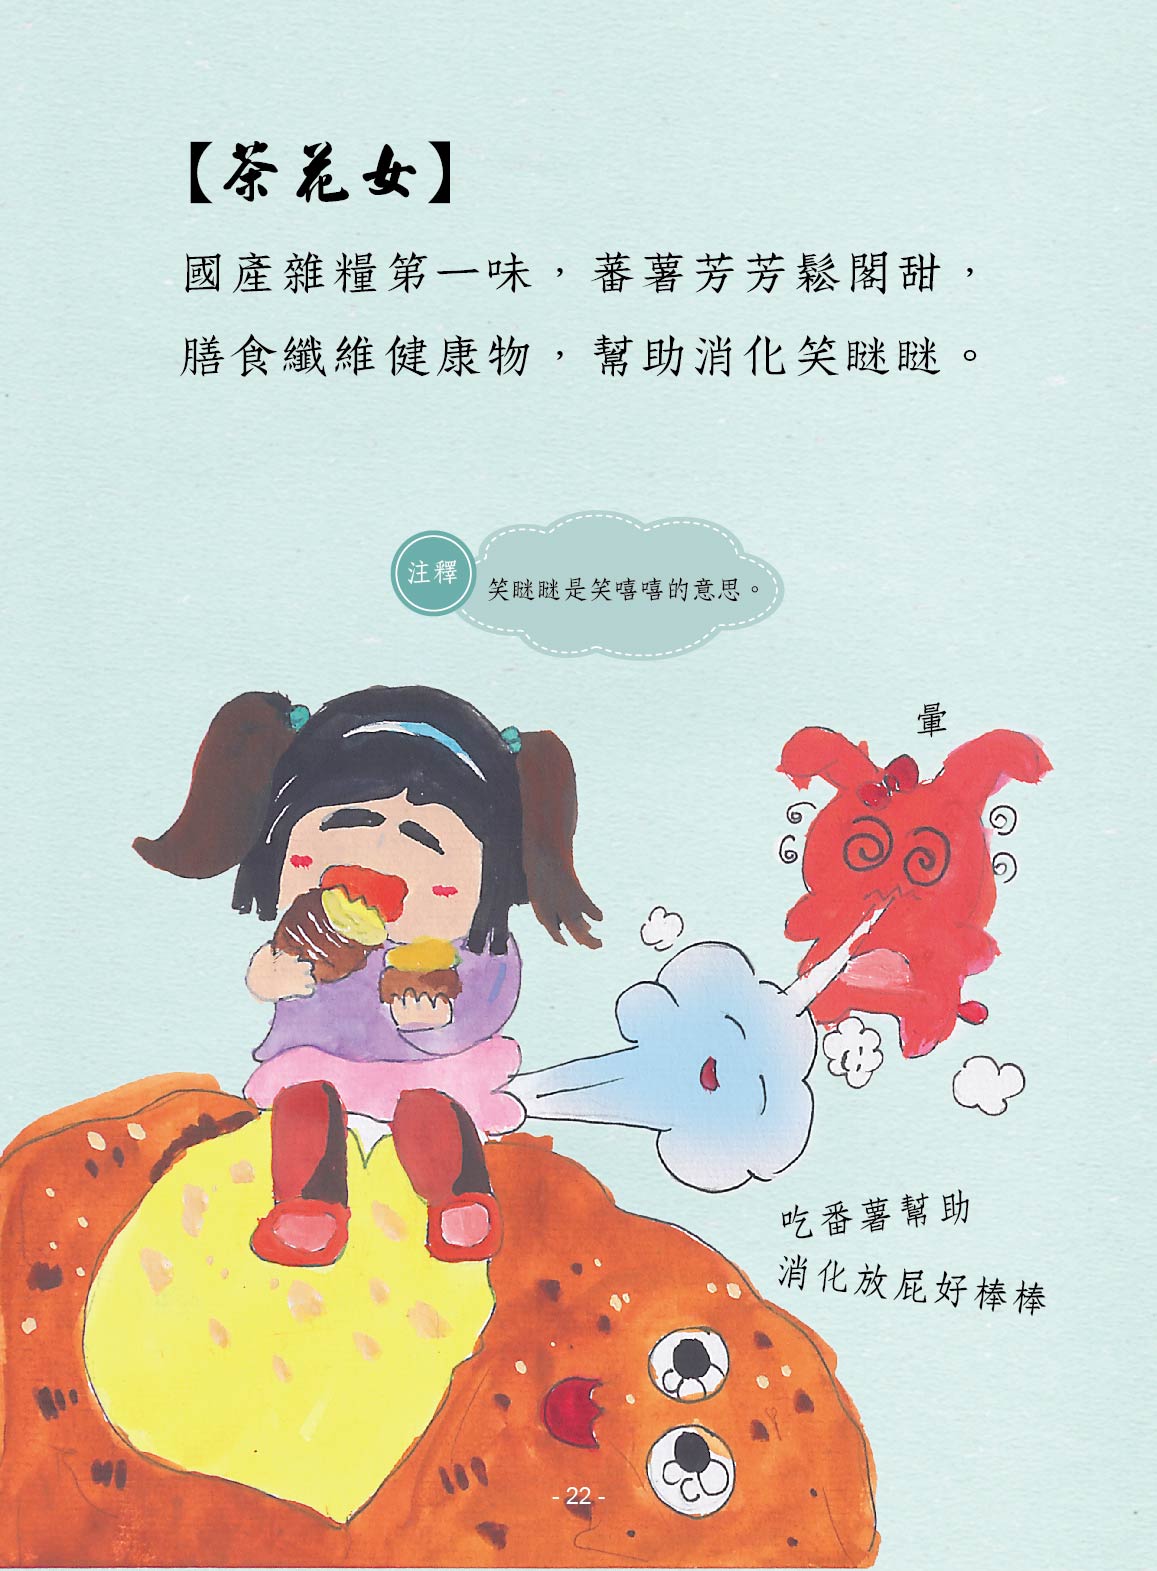 【茶花女】
國產雜糧第一味，蕃薯芳芳鬆閣甜，
膳食纖維健康物，幫助消化笑瞇瞇。
注釋
笑瞇瞇是笑嘻嘻的意思。
暈
吃番薯幫助
消化放屁好棒棒
- 22 -